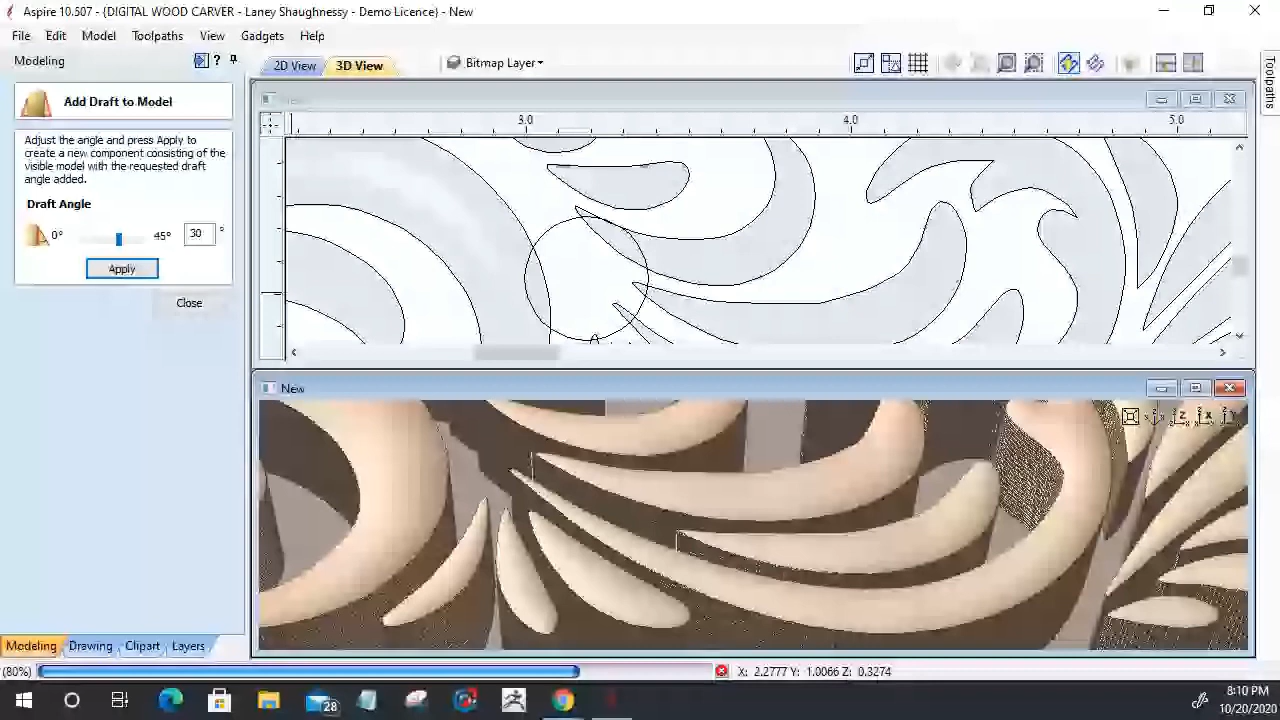 Aspire 10.507 - {DIGITAL WOOD CARVER - Laney Shaughnessy - Demo Licence} - New
File Edit Model Toolpaths View Gadgets Help
Modeling
2D View 3D View Bitmap Layer
Toolpaths
Add Draft to Model
Adjust the angle and press Apply to
create a new component consisting of the
visible model with the requested draft
angle added.
Draft Angle
0° 45° 30 °
Apply
Close
3.0 4.0 5.0
New
Modeling Drawing Clipart Layers
(80%) X: 2.2777 Y: 1.0066 Z: 0.3274
28
8:10 PM
10/20/2020